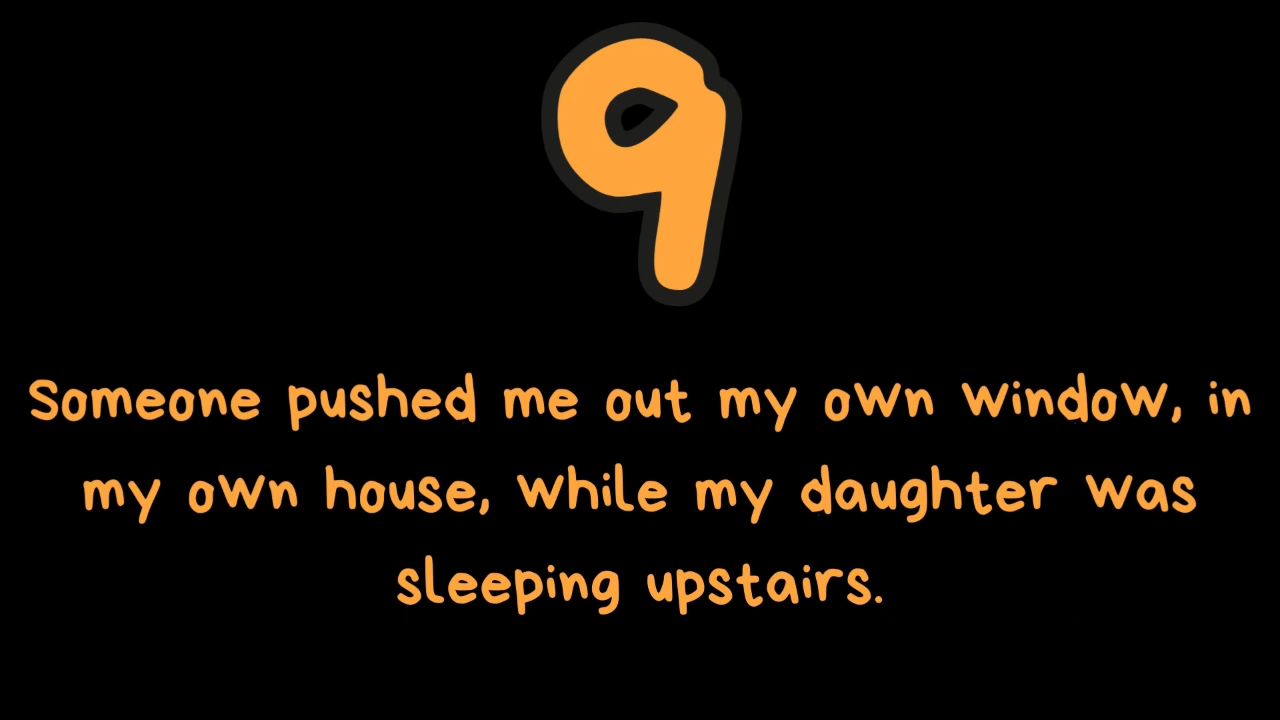 9
Someone pushed me out my own window, in
my own house, while my daughter was
sleeping upstairs.